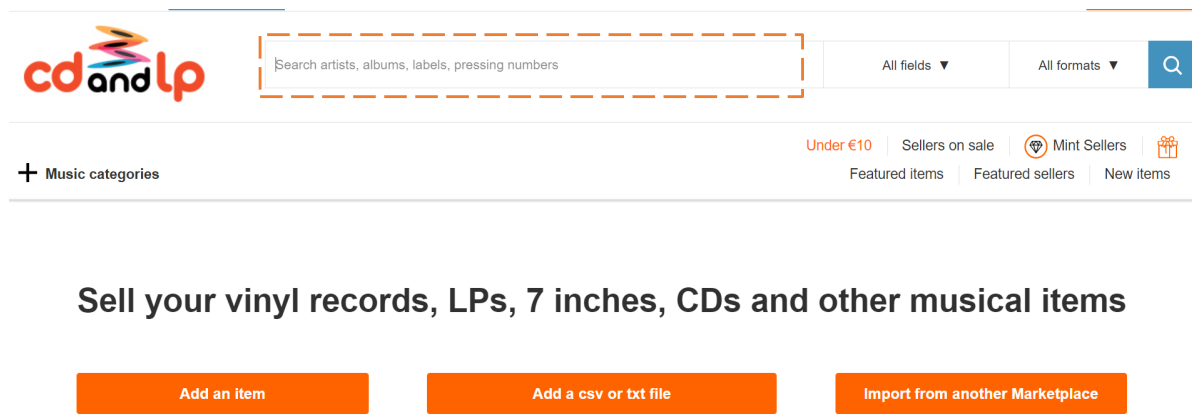 cd and lp
Search artists, albums, labels, pressing numbers
All fields ▼
All formats ▼
Under €10
Sellers on sale
Mint Sellers
Music categories
Featured items
Featured sellers
New items
Sell your vinyl records, LPs, 7 inches, CDs and other musical items
Add an item
Add a csv or txt file
Import from another Marketplace